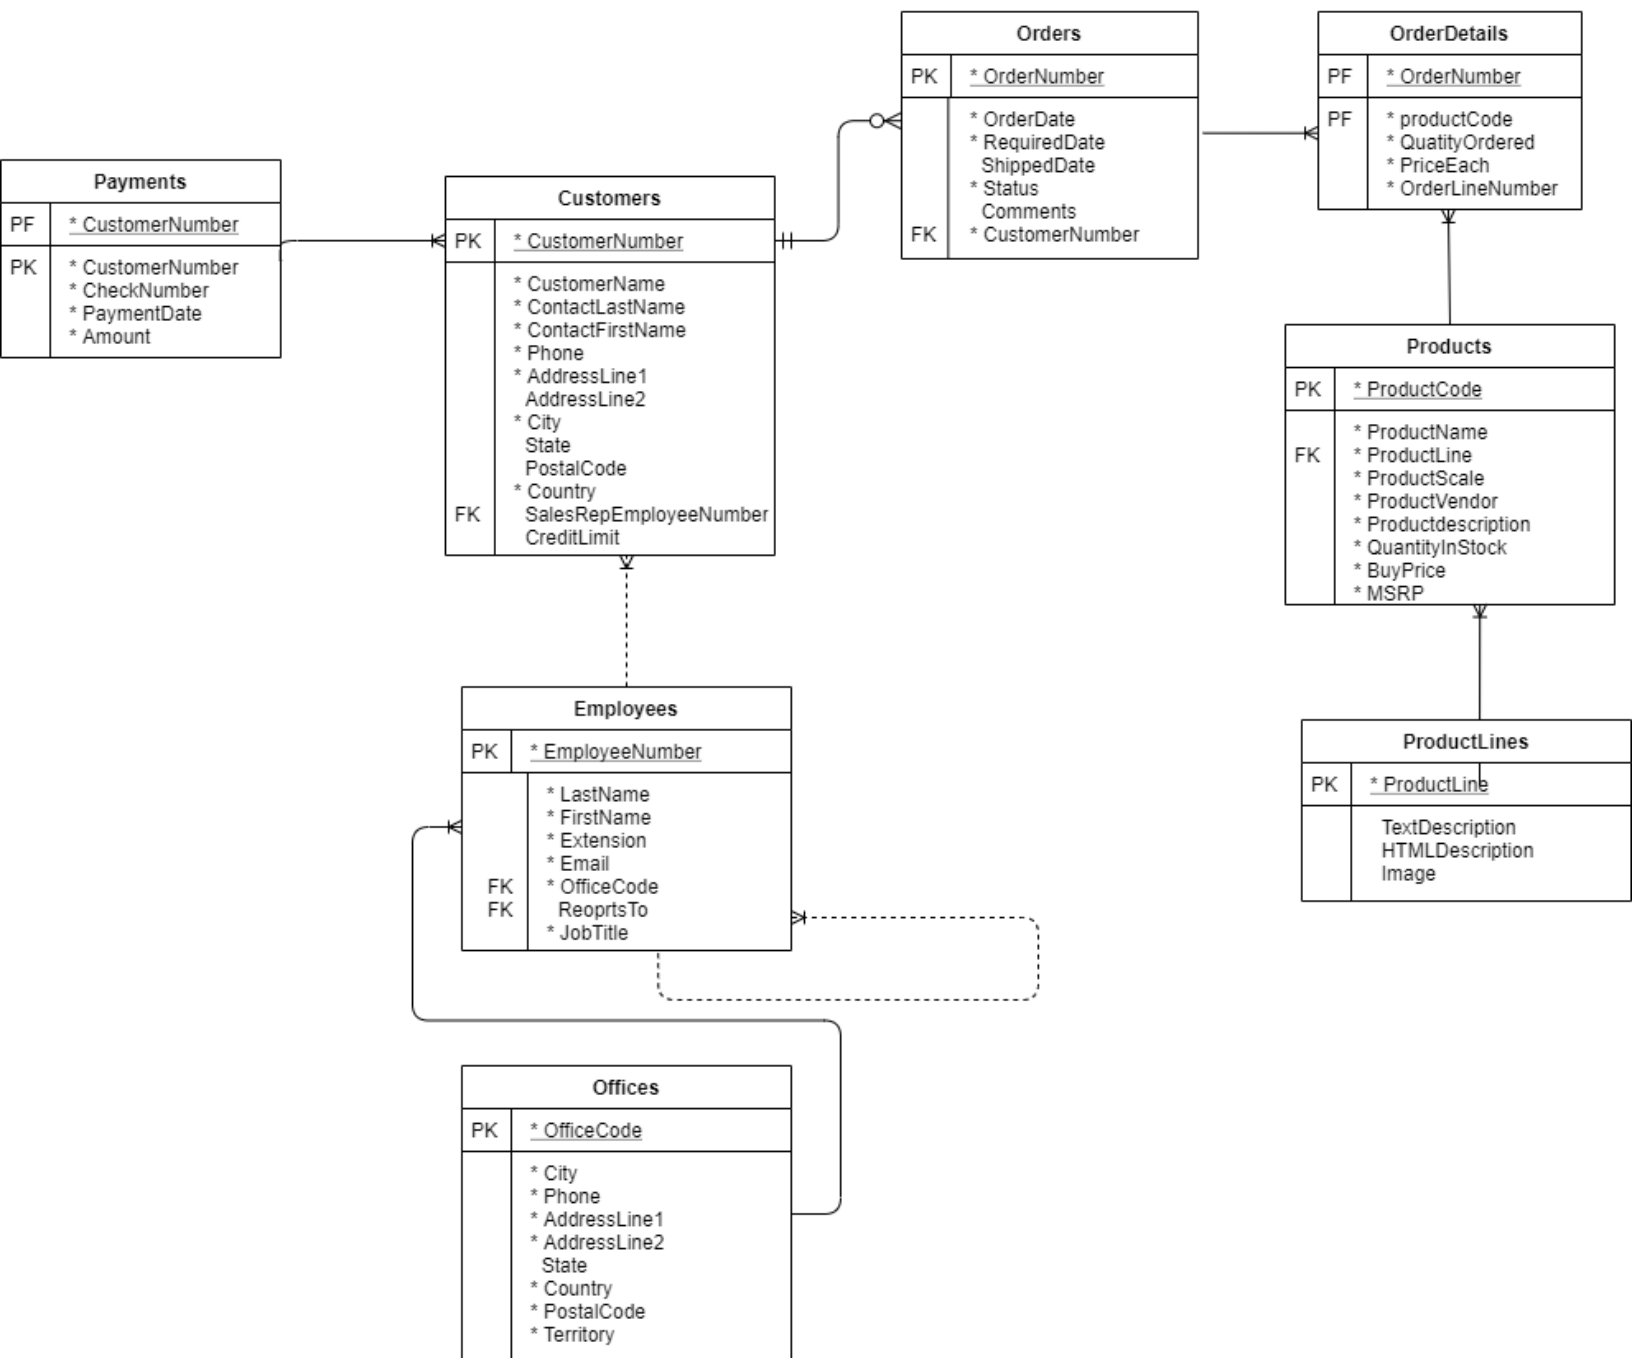 Orders
PK * OrderNumber
* OrderDate
* RequiredDate
ShippedDate
* Status
Comments
FK * CustomerNumber
OrderDetails
PF * OrderNumber
PF * productCode
* QuatityOrdered
* PriceEach
* OrderLineNumber
Payments
PF * CustomerNumber
PK * CustomerNumber
* CheckNumber
* PaymentDate
* Amount
Customers
PK * CustomerNumber
* CustomerName
* ContactLastName
* ContactFirstName
* Phone
* AddressLine1
AddressLine2
* City
State
PostalCode
* Country
FK SalesRepEmployeeNumber
CreditLimit
Products
PK * ProductCode
* ProductName
FK * ProductLine
* ProductScale
* ProductVendor
* Productdescription
* QuantityInStock
* BuyPrice
* MSRP
Employees
PK * EmployeeNumber
* LastName
* FirstName
* Extension
* Email
FK * OfficeCode
FK ReoprtsTo
* JobTitle
ProductLines
PK * ProductLine
TextDescription
HTMLDescription
Image
Offices
PK * OfficeCode
* City
* Phone
* AddressLine1
* AddressLine2
State
* Country
* PostalCode
* Territory